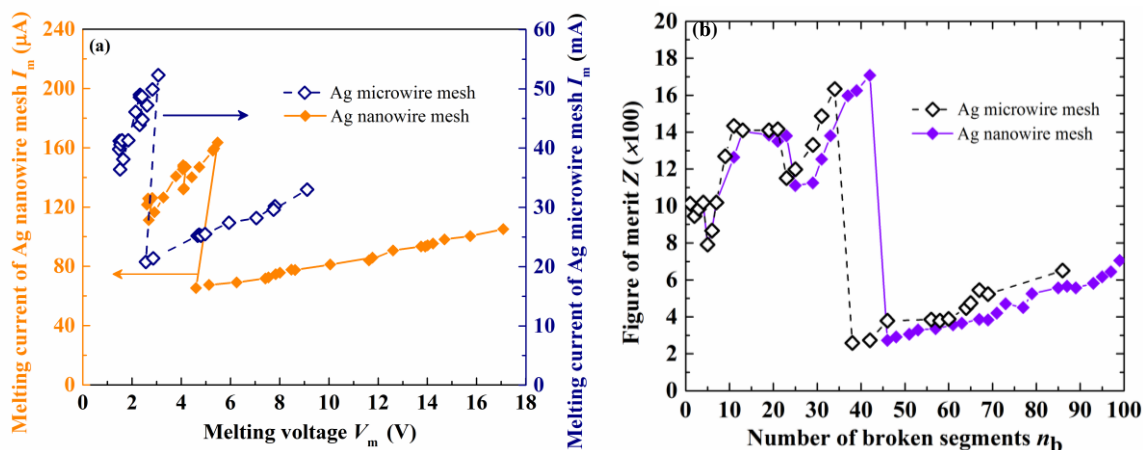 (a)
Melting current of Ag nanowire mesh Im (μA)
240
200
160
120
80
40
0
Ag microwire mesh
Ag nanowire mesh
60
50
40
30
20
10
0
Melting current of Ag microwire mesh Im (mA)
0 2 4 6 8 10 12 14 16 18
Melting voltage Vm (V)
(b)
Figure of merit Z (×100)
20
18
16
14
12
10
8
6
4
2
0
Ag microwire mesh
Ag nanowire mesh
0 10 20 30 40 50 60 70 80 90 100
Number of broken segments nb